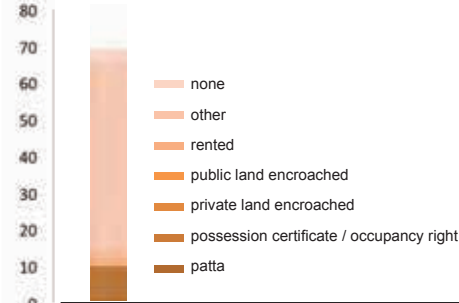 80
70
60
50
40
30
20
10
0
none
other
rented
public land encroached
private land encroached
possession certificate / occupancy right
patta